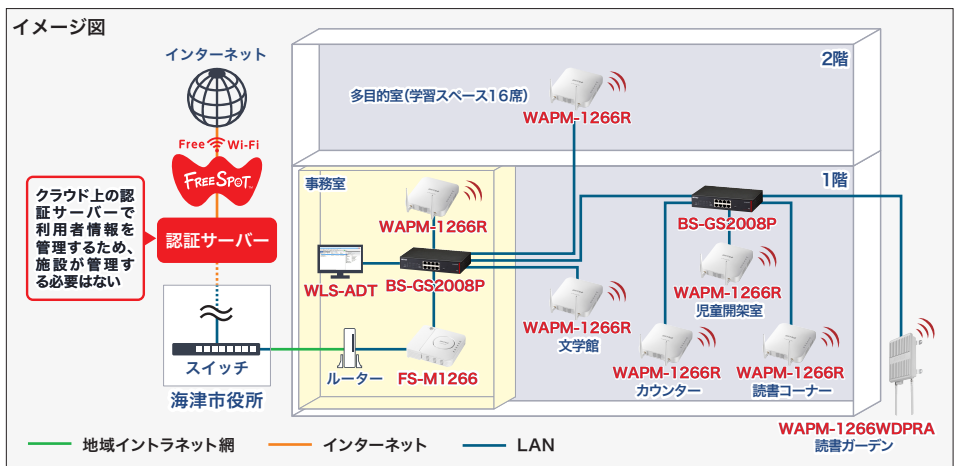 イメージ図
インターネット
Free Wi-Fi
FREESPOT
クラウド上の認
証サーバーで
利用者情報を
管理するため、
施設が管理す
る必要はない
認証サーバー
スイッチ
海津市役所
2階
多目的室(学習スペース16席)
WAPM-1266R
1階
事務室
WAPM-1266R
WLS-ADT
BS-GS2008P
ルーター
FS-M1266
WAPM-1266R
文学館
BS-GS2008P
WAPM-1266R
児童開架室
WAPM-1266R
カウンター
WAPM-1266R
読書コーナー
WAPM-1266WDPRA
読書ガーデン
地域イントラネット網
インターネット
LAN